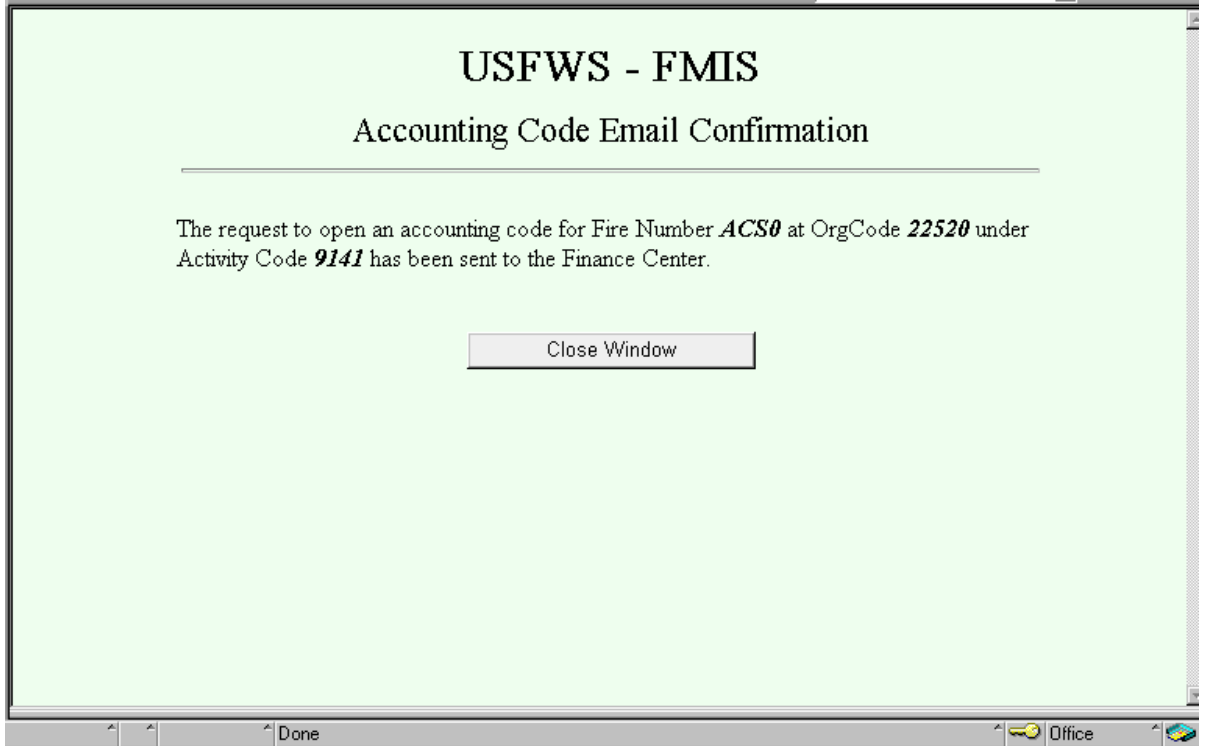 USFWS - FMIS
Accounting Code Email Confirmation
The request to open an accounting code for Fire Number ACS0 at OrgCode 22520 under
Activity Code 9141 has been sent to the Finance Center.
Close Window
Done
Office